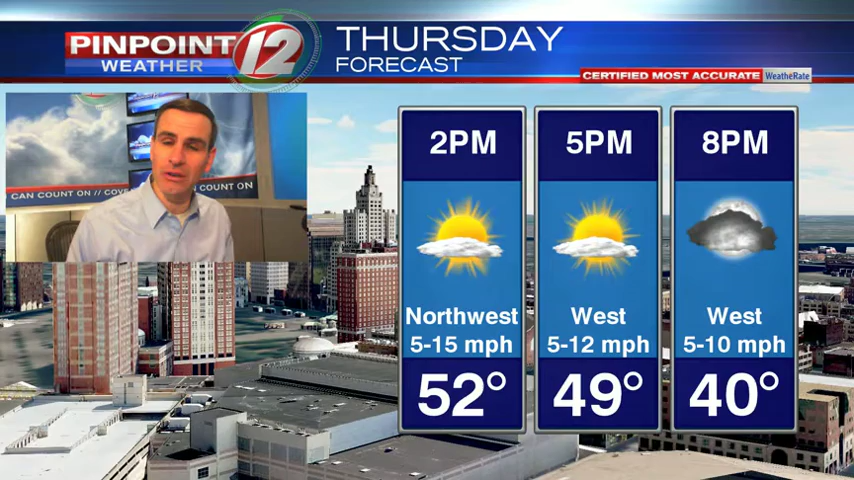 PINPOINT 12
WEATHER
THURSDAY
FORECAST
CERTIFIED MOST ACCURATE WeatheRate
CAN COUNT ON // COVE
CAN COUNT ON
2PM
Northwest
5-15 mph
52°
5PM
West
5-12 mph
49°
8PM
West
5-10 mph
40°